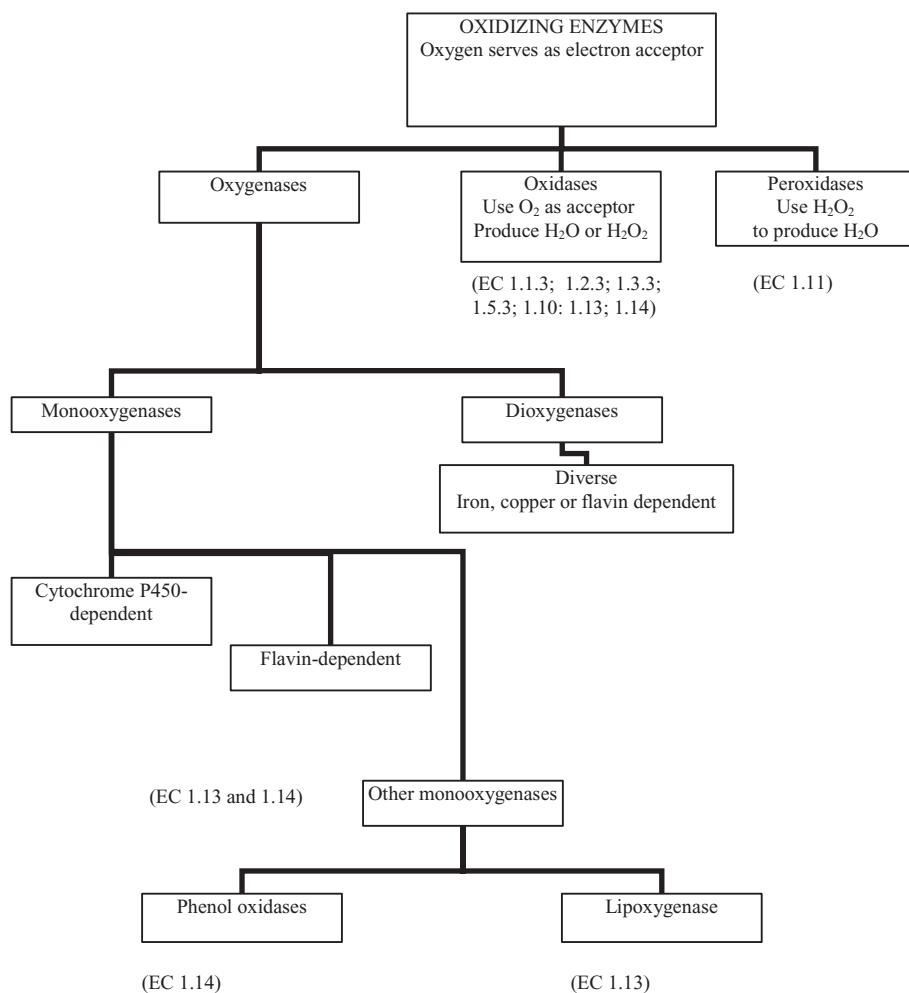 OXIDIZING ENZYMES
Oxygen serves as electron acceptor
Oxygenases
Oxidases
Use O₂ as acceptor
Produce H₂O or H₂O₂
Peroxidases
Use H₂O₂
to produce H₂O
(EC 1.1.3; 1.2.3; 1.3.3;
1.5.3; 1.10: 1.13; 1.14)
(EC 1.11)
Monooxygenases
Dioxygenases
Diverse
Iron, copper or flavin dependent
Cytochrome P450-
dependent
Flavin-dependent
(EC 1.13 and 1.14)
Other monooxygenases
Phenol oxidases
Lipoxygenase
(EC 1.14)
(EC 1.13)